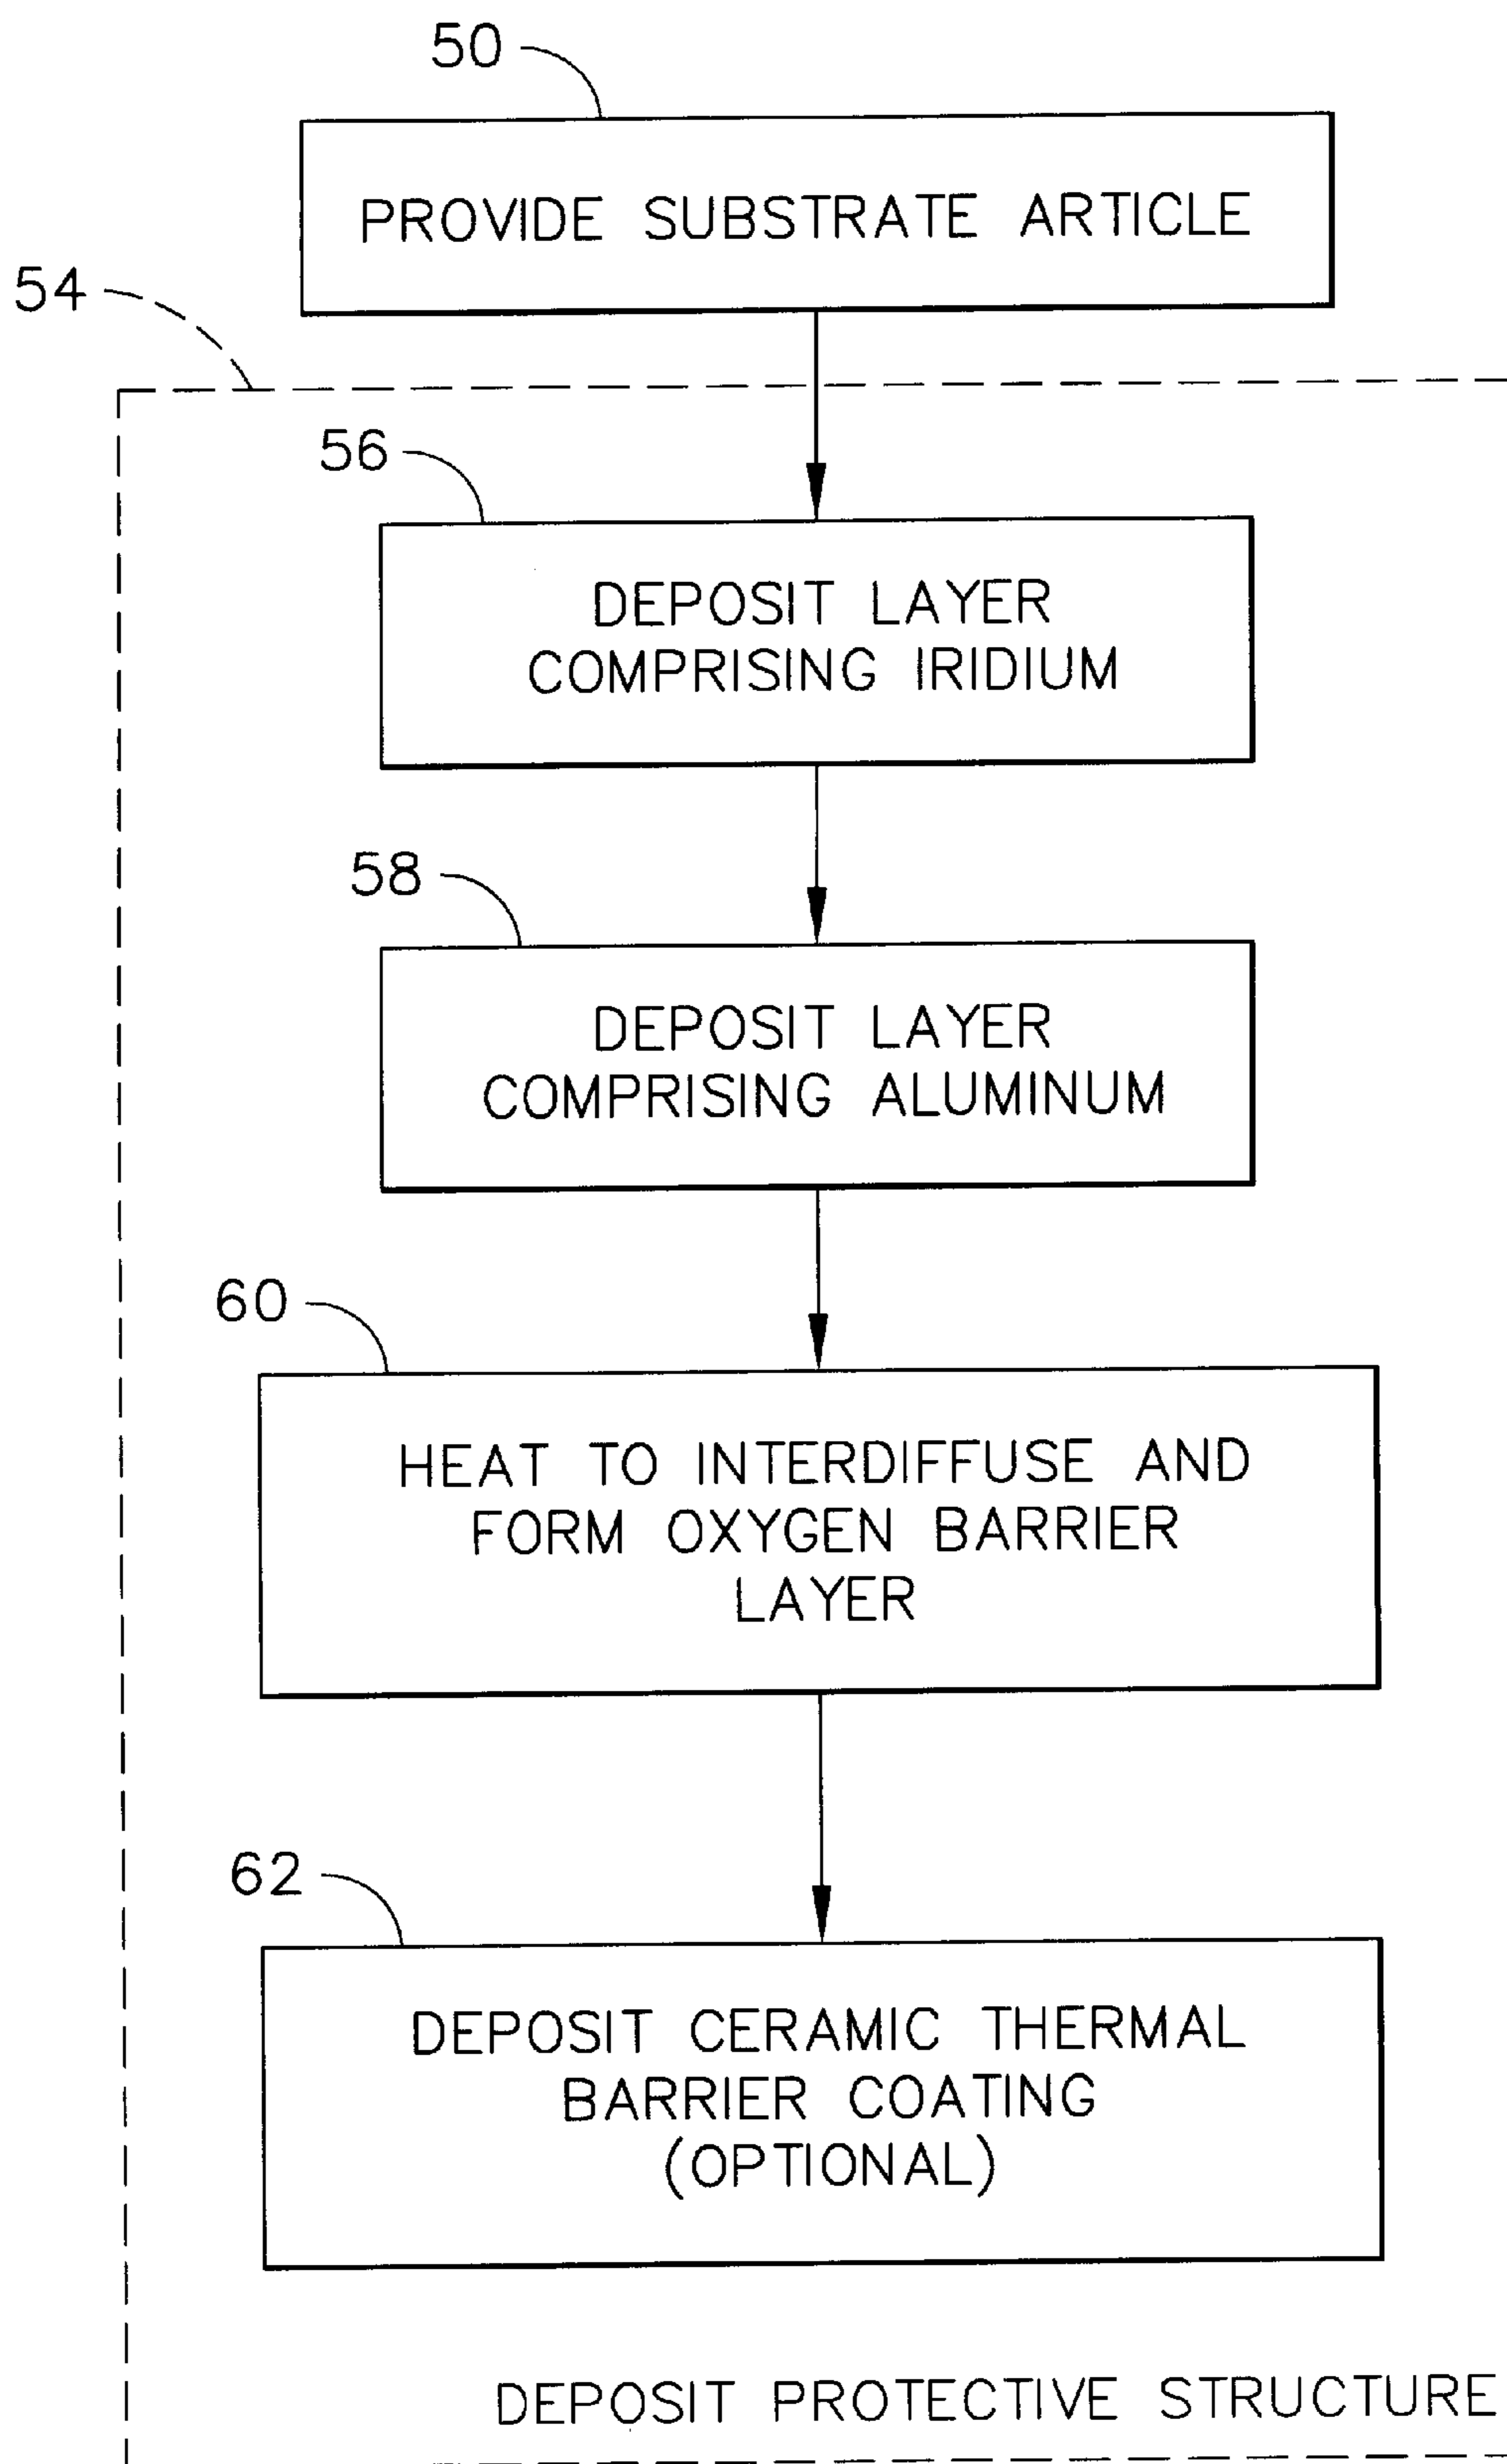 50
PROVIDE SUBSTRATE ARTICLE
54
56
DEPOSIT LAYER
COMPRISING IRIDIUM
58
DEPOSIT LAYER
COMPRISING ALUMINUM
60
HEAT TO INTERDIFFUSE AND
FORM OXYGEN BARRIER
LAYER
62
DEPOSIT CERAMIC THERMAL
BARRIER COATING
(OPTIONAL)
DEPOSIT PROTECTIVE STRUCTURE